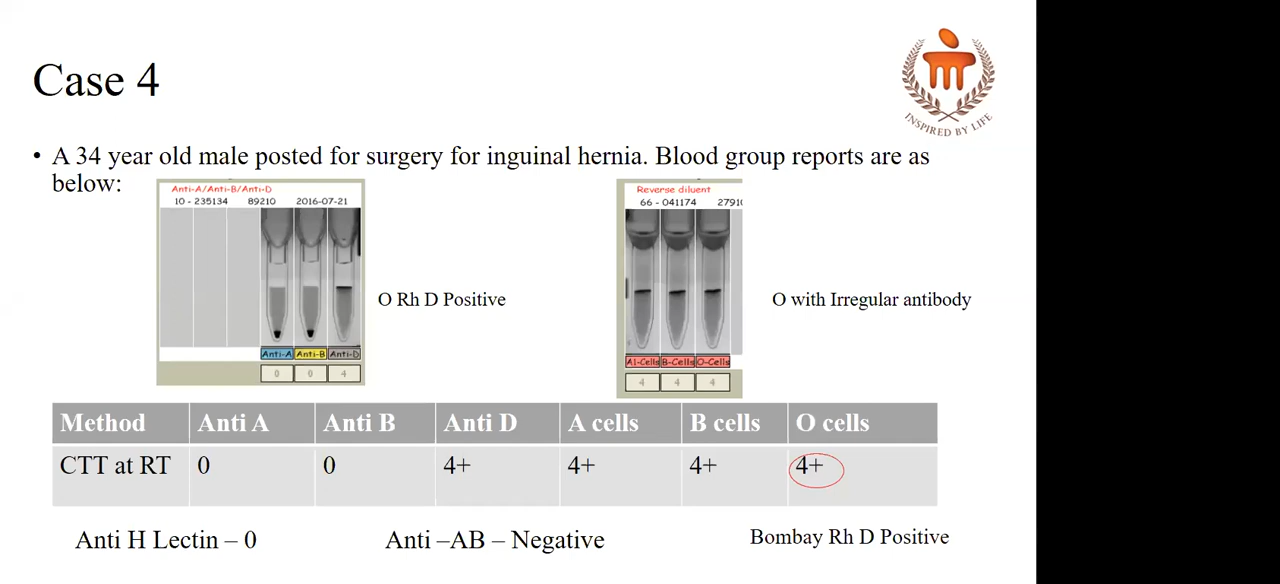 INSPIRED BY LIFE
Case 4
• A 34 year old male posted for surgery for inguinal hernia. Blood group reports are as
below:
Anti-A/Anti-B/Anti-D
10 - 235134 89210 2016-07-21
Anti-A Anti-B Anti-D
0 0 4
O Rh D Positive
Reverse diluent
66 - 041174 2791
A1-Cells B-Cells O-Cells
4 4 4
O with Irregular antibody
Method Anti A Anti B Anti D A cells B cells O cells
CTT at RT 0 0 4+ 4+ 4+ 4+
Anti H Lectin – 0 Anti –AB – Negative Bombay Rh D Positive